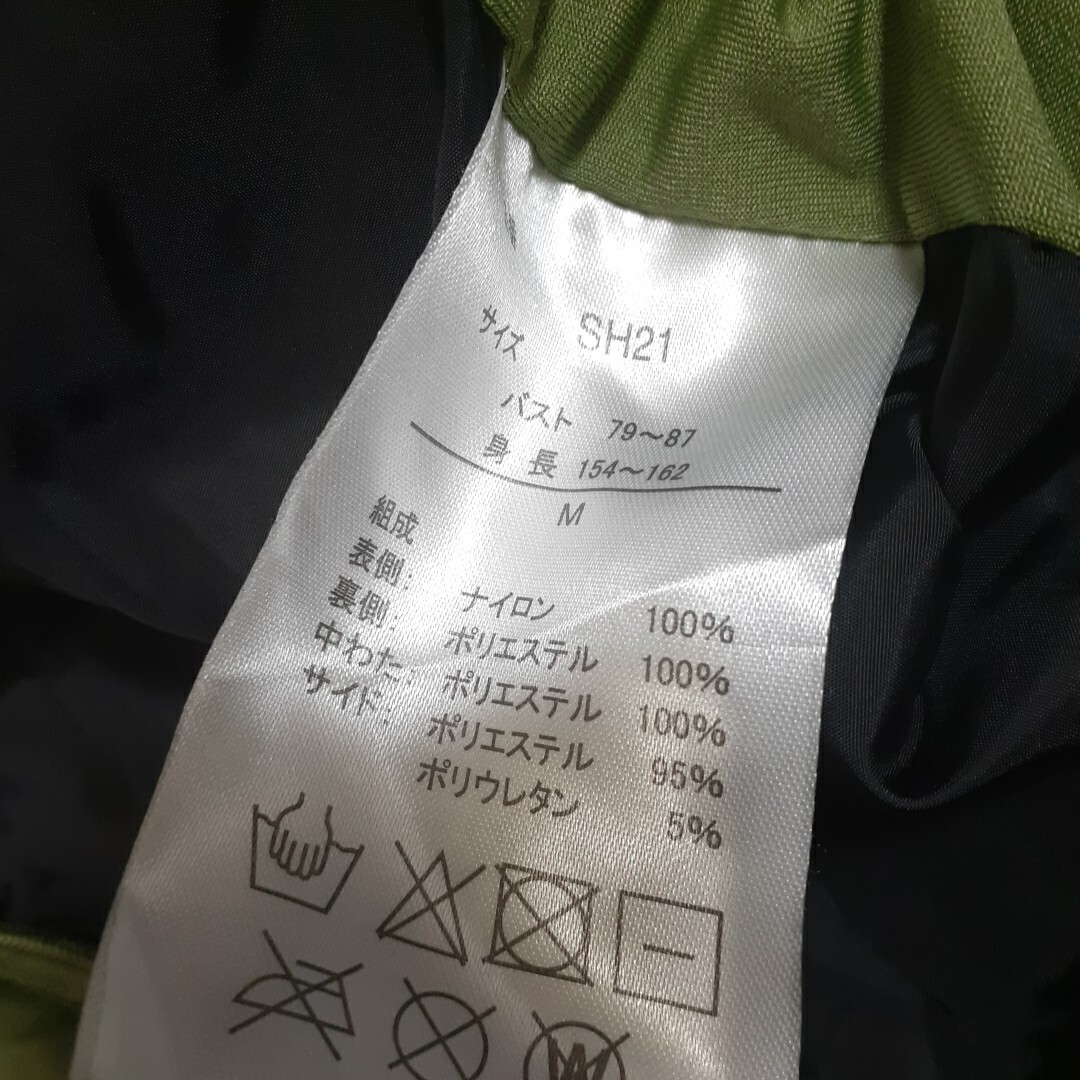 SH21
サイズ
バスト 79～87
身長 154～162
M
組成
表側: ナイロン 100%
裏側: ポリエステル 100%
中わた: ポリエステル 100%
サイド: ポリエステル 95%
ポリウレタン 5%